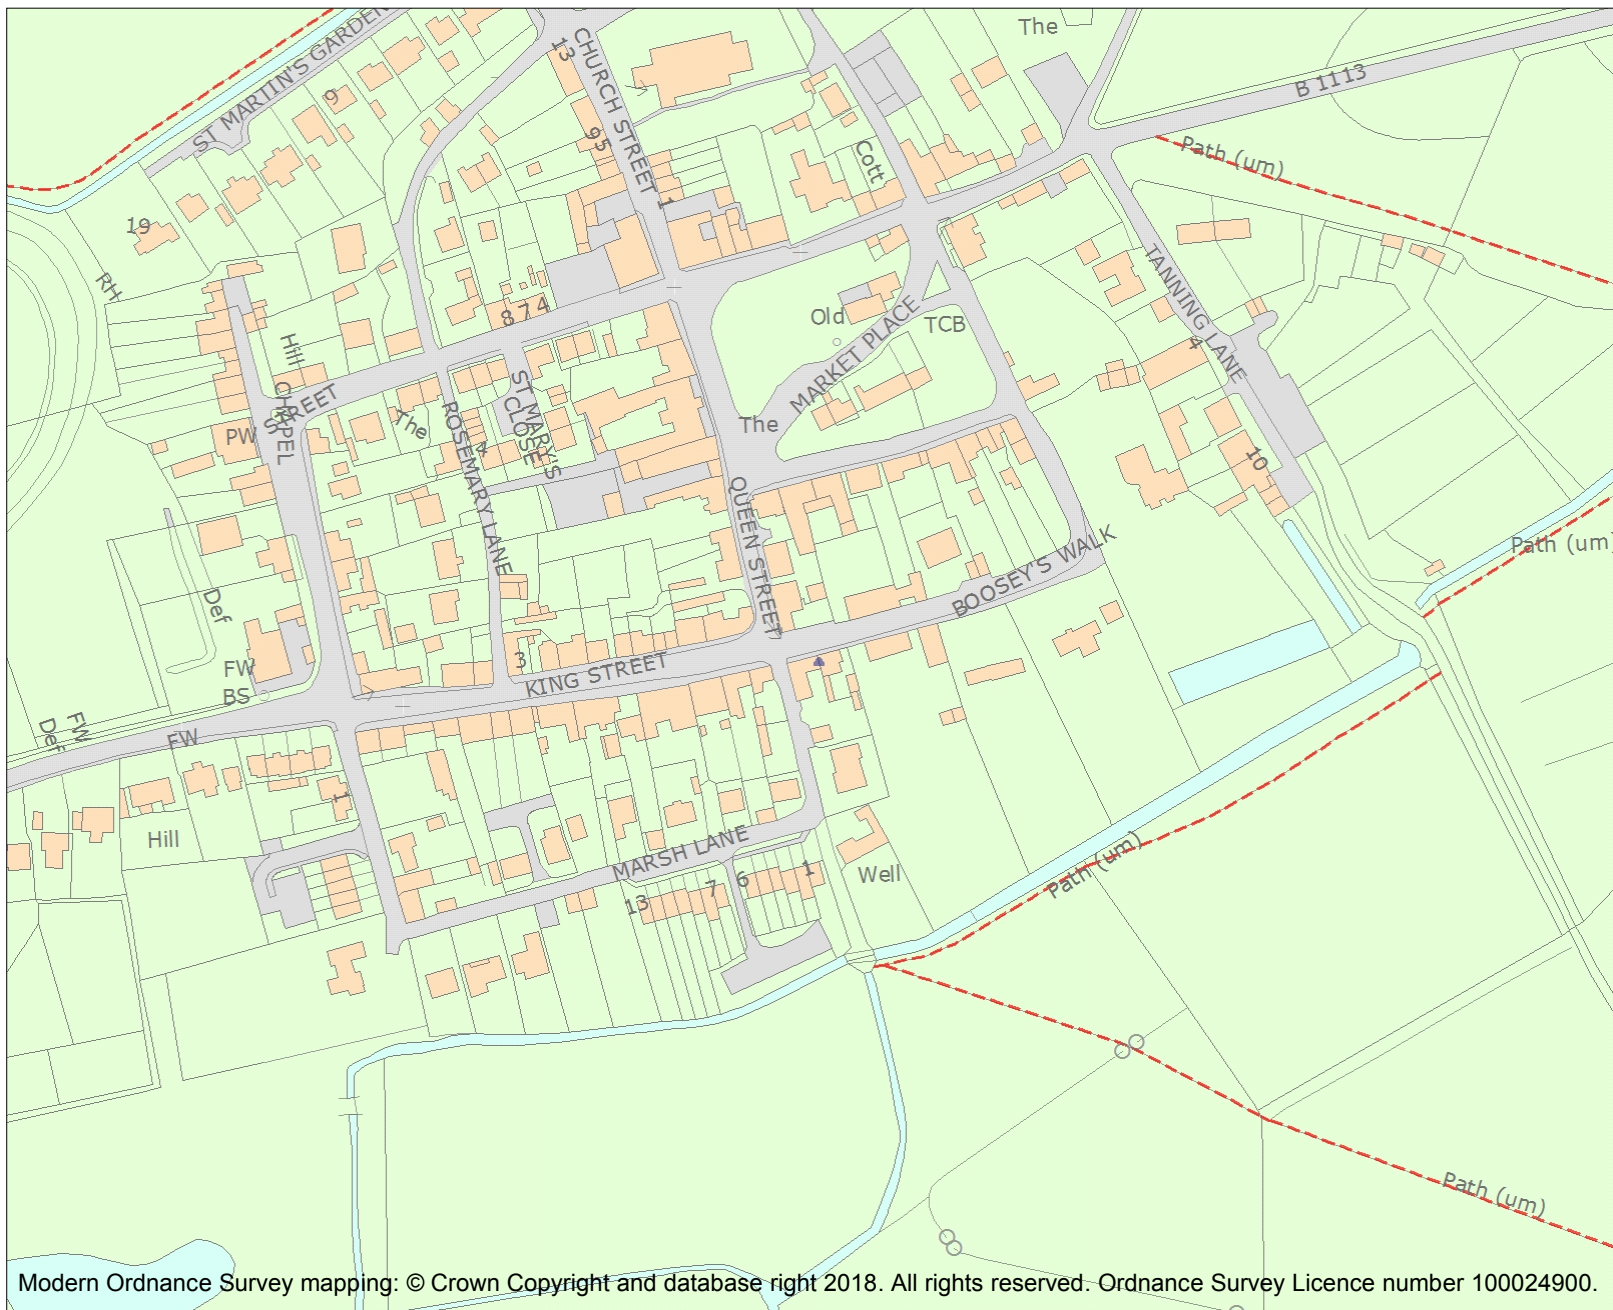 The
ST MARTIN'S GARDEN
13
CHURCH STREET
9
95
B 1113
Path (um)
Cott
1
19
RH
TANNING LANE
874
Old
MARKET PLACE
TCB
4
Hill
STREET
CHAPEL
PW
The
ROSEMARY LANE
ST MARY'S
CLOSE
4
The
10
QUEEN STREET
Path (um)
BOOSEY'S WALK
Def
FW
BS
3
KING STREET
FW
Def
FW
1
Hill
MARSH LANE
13
7
6
1
Well
Path (um)
Path (um)
Modern Ordnance Survey mapping: © Crown Copyright and database right 2018. All rights reserved. Ordnance Survey Licence number 100024900.